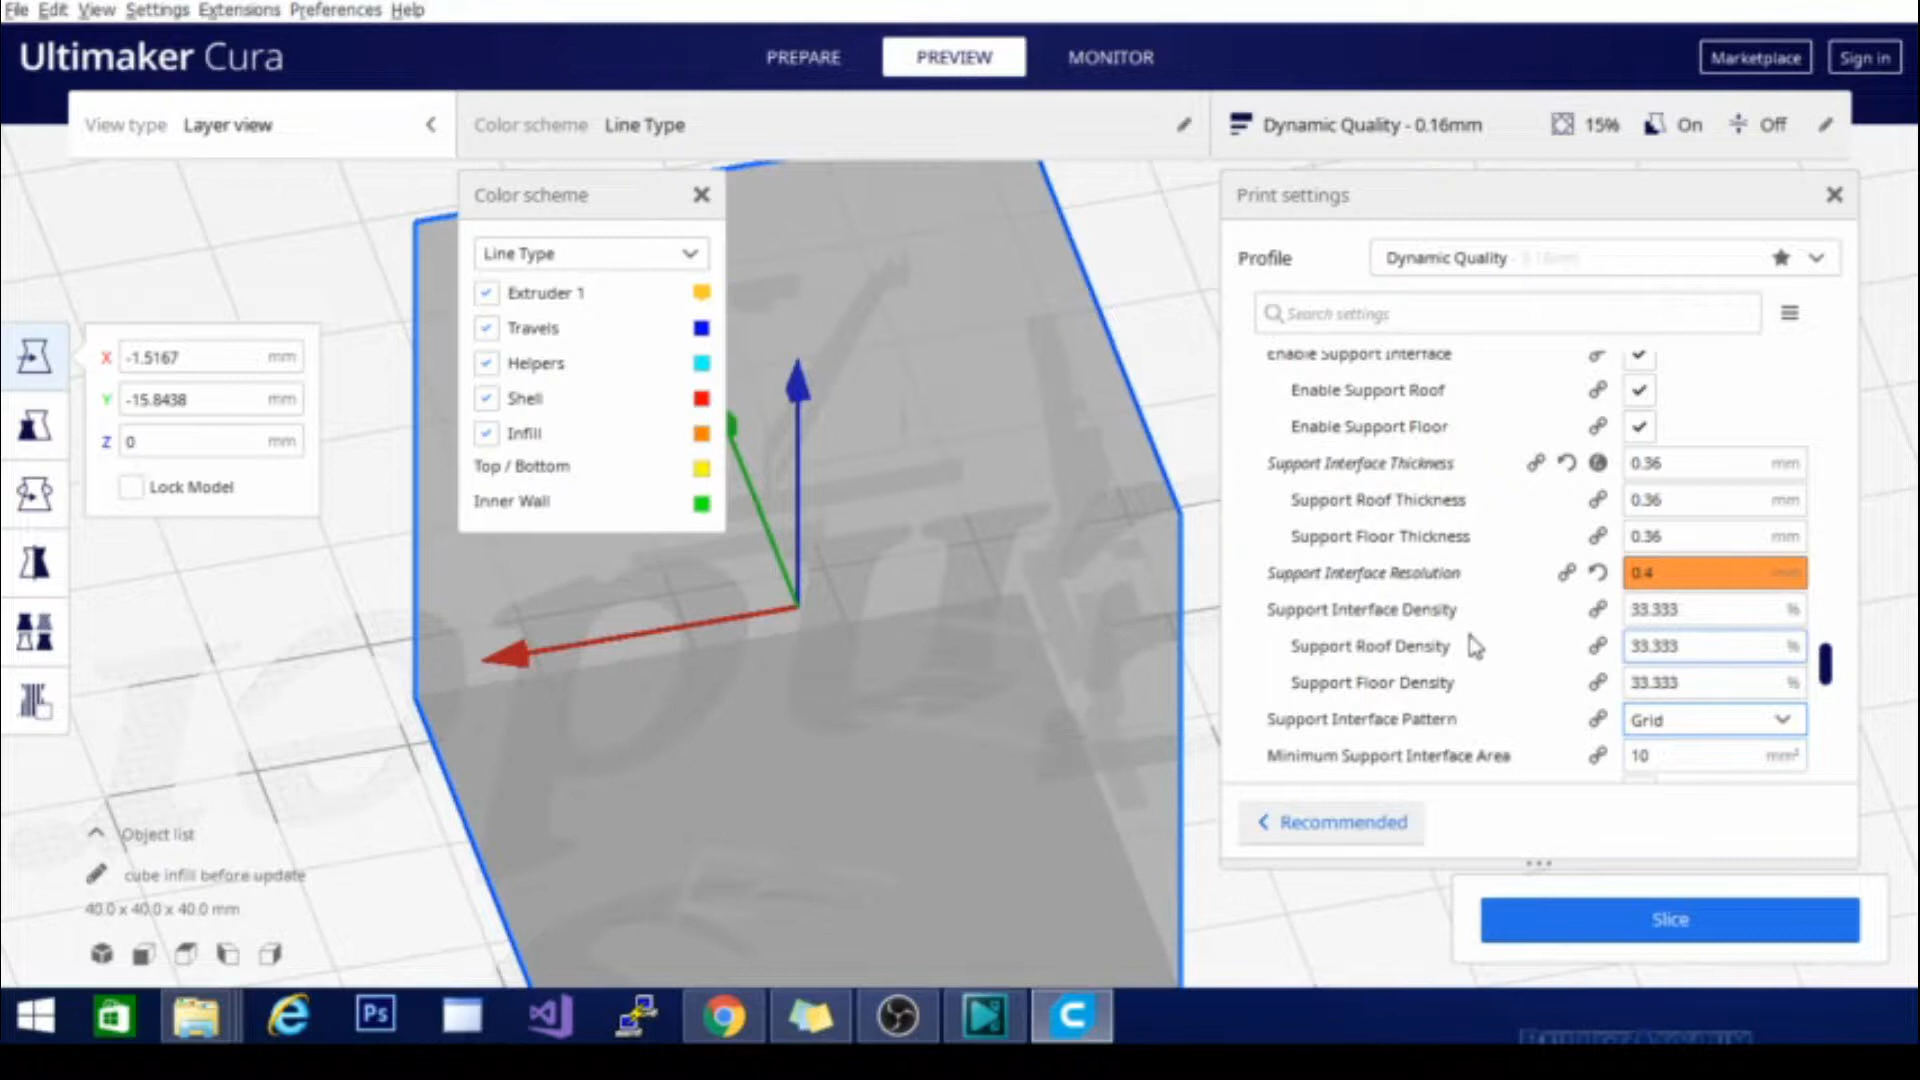 File Edit View Settings Extensions Preferences Help
Ultimaker Cura
PREPARE
PREVIEW
MONITOR
Marketplace
Sign in
View type Layer view
Color scheme Line Type
Dynamic Quality - 0.16mm
15%
On
Off
Color scheme
Line Type
Extruder 1
Travels
Helpers
Shell
Infill
Top / Bottom
Inner Wall
X -1.5167 mm
Y -15.8438 mm
Z 0 mm
Lock Model
Print settings
Profile Dynamic Quality
Search settings
Enable Support Interface
Enable Support Roof
Enable Support Floor
Support Interface Thickness 0.36 mm
Support Roof Thickness 0.36 mm
Support Floor Thickness 0.36 mm
Support Interface Resolution 0.4 mm
Support Interface Density 33.333 %
Support Roof Density 33.333 %
Support Floor Density 33.333 %
Support Interface Pattern Grid
Minimum Support Interface Area 10 mm²
Recommended
Object list
cube infill before update
40.0 x 40.0 x 40.0 mm
Slice
Ps